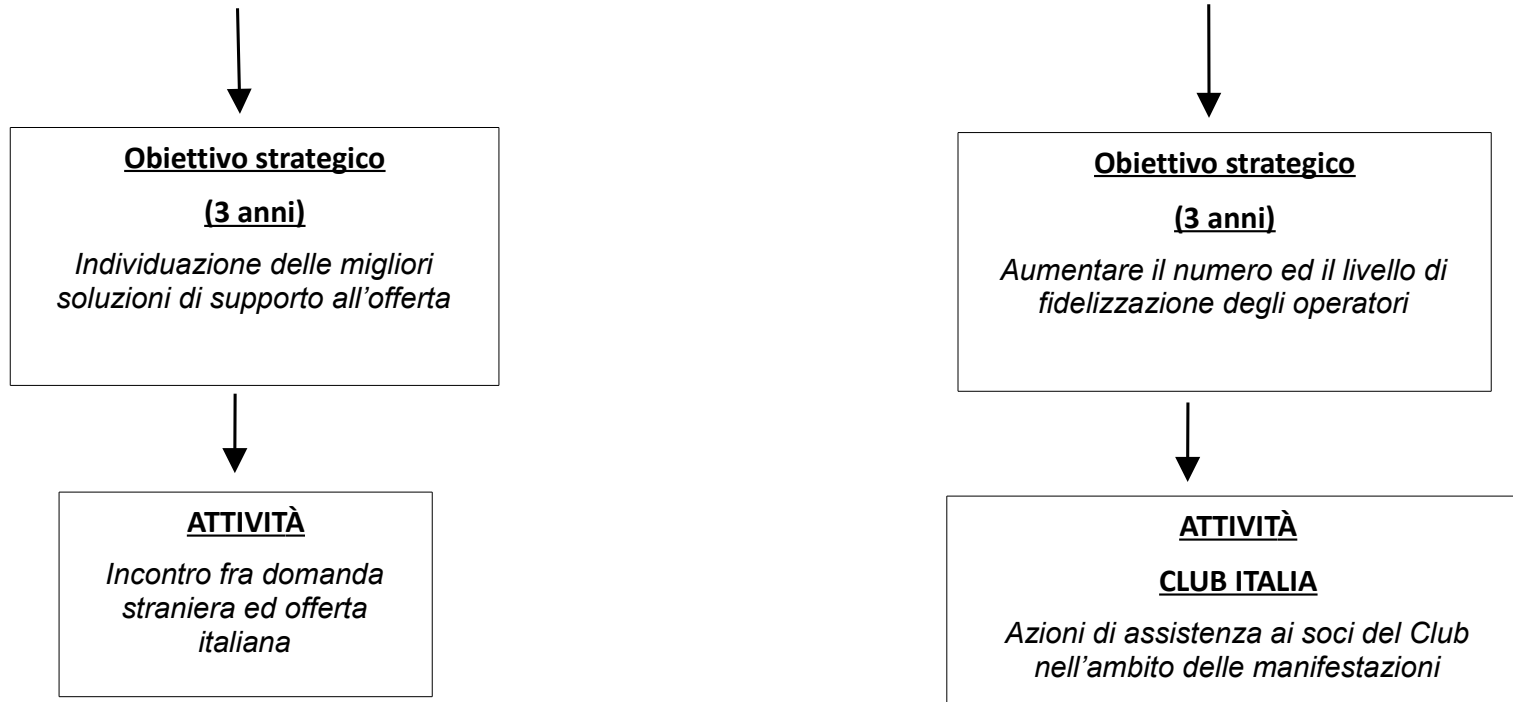 Obiettivo strategico
(3 anni)
Individuazione delle migliori
soluzioni di supporto all’offerta
ATTIVITÀ
Incontro fra domanda
straniera ed offerta
italiana
Obiettivo strategico
(3 anni)
Aumentare il numero ed il livello di
fidelizzazione degli operatori
ATTIVITÀ
CLUB ITALIA
Azioni di assistenza ai soci del Club
nell’ambito delle manifestazioni